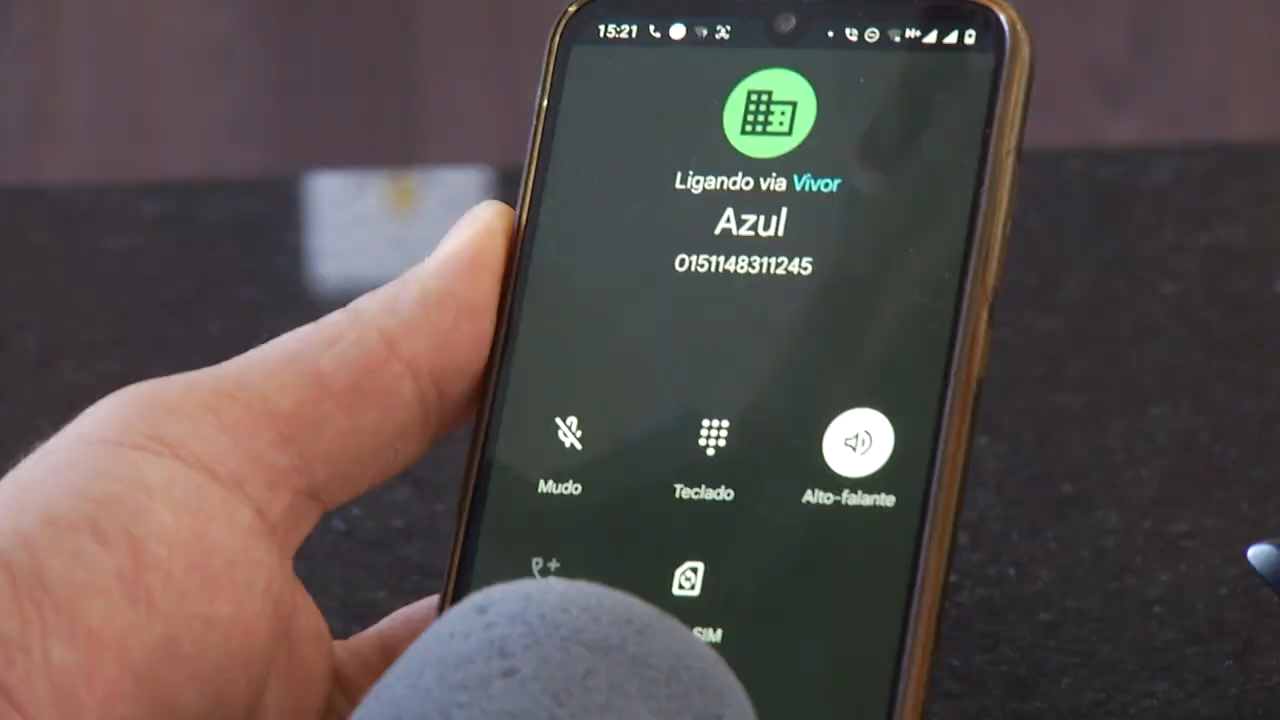 15:21
H+
Ligando via Vivor
Azul
0151148311245
Mudo
Teclado
Alto-falante
SIM